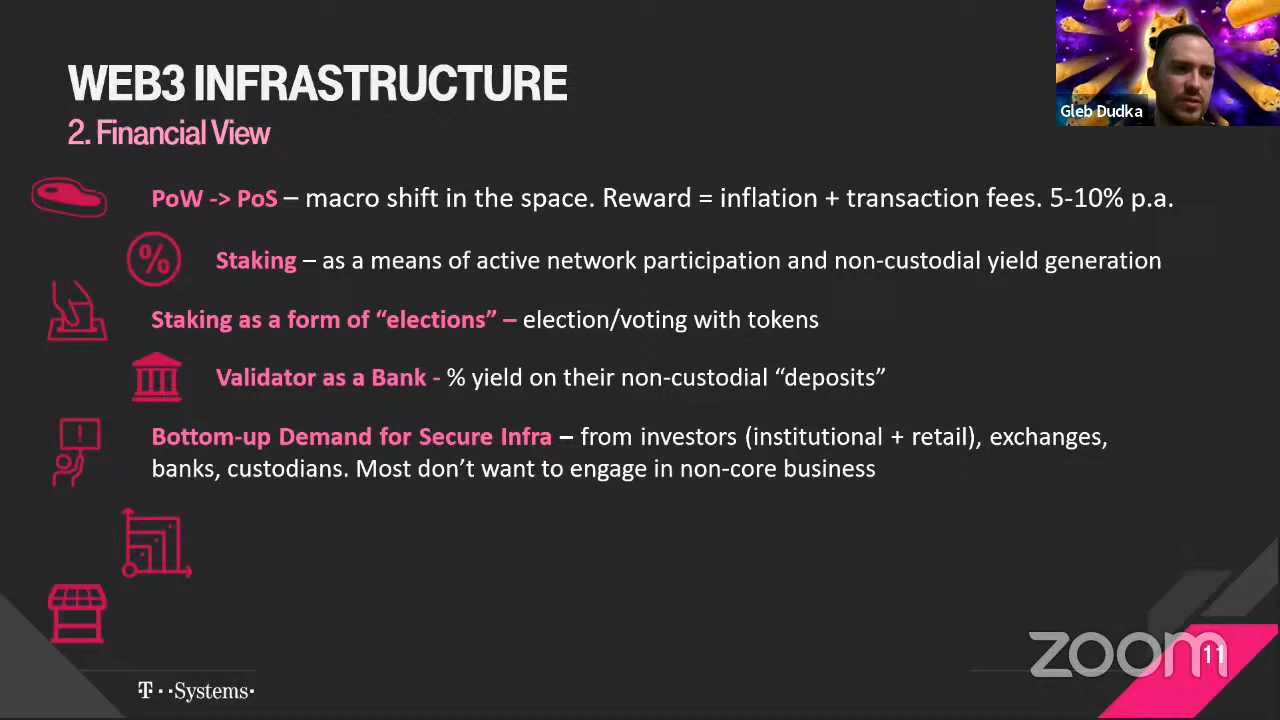 WEB3 INFRASTRUCTURE
2. Financial View
Gleb Dudka
PoW -> PoS – macro shift in the space. Reward = inflation + transaction fees. 5-10% p.a.
% Staking – as a means of active network participation and non-custodial yield generation
Staking as a form of “elections” – election/voting with tokens
Validator as a Bank - % yield on their non-custodial “deposits”
! Bottom-up Demand for Secure Infra – from investors (institutional + retail), exchanges,
banks, custodians. Most don’t want to engage in non-core business
zoom
11
T··Systems·